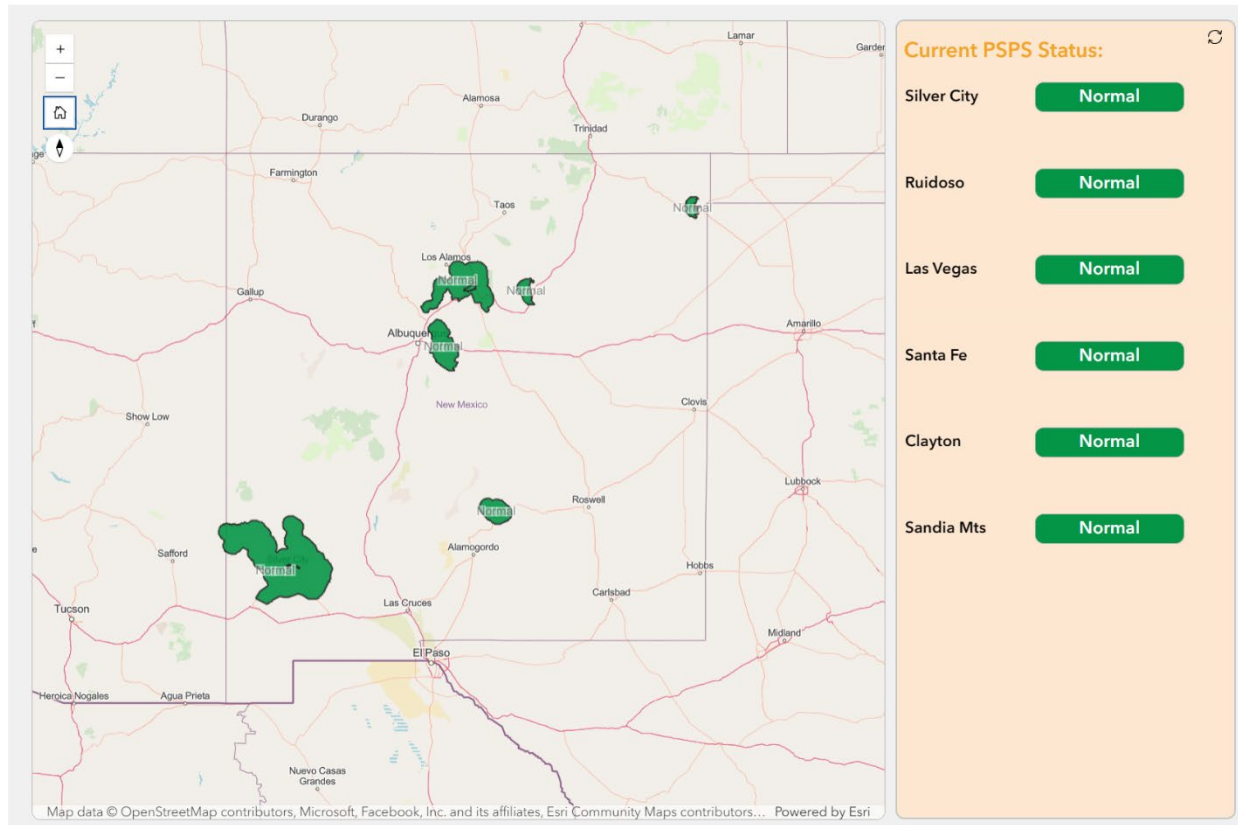 Lamar
Garden
Alamosa
Durango
Trinidad
ge
Farmington
Normal
Taos
Los Alamos
Normal
Normal
Gallup
Amarillo
Albuquerque
Normal
New Mexico
Clovis
Show Low
Lubbock
Roswell
Normal
Safford
Alamogordo
Silver City
Normal
Hobbs
Carlsbad
Las Cruces
Tucson
Midland
El Paso
Heroica Nogales
Agua Prieta
Nuevo Casas
Grandes
Map data © OpenStreetMap contributors, Microsoft, Facebook, Inc. and its affiliates, Esri Community Maps contributors... Powered by Esri
Current PSPS Status:
Silver City Normal
Ruidoso Normal
Las Vegas Normal
Santa Fe Normal
Clayton Normal
Sandia Mts Normal